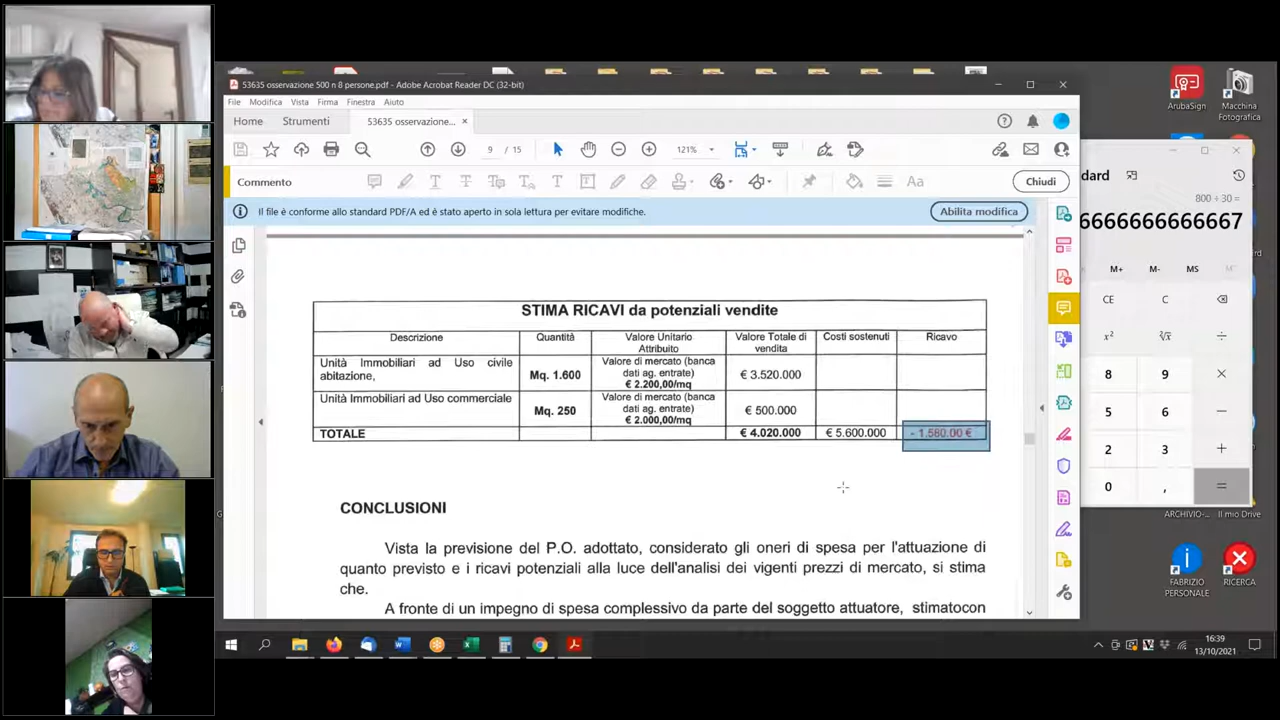 53635 osservazione 500 n 8 persone.pdf - Adobe Acrobat Reader DC (32-bit)
File Modifica Vista Firma Finestra Aiuto
Home Strumenti 53635 osservazione... ×
9 / 15 121%
Commento
Chiudi
Il file è conforme allo standard PDF/A ed è stato aperto in sola lettura per evitare modifiche.
Abilita modifica
STIMA RICAVI da potenziali vendite
Descrizione Quantità Valore Unitario Attribuito Valore Totale di vendita Costi sostenuti Ricavo
Unità Immobiliari ad Uso civile abitazione, Mq. 1.600 Valore di mercato (banca dati ag. entrate) € 2.200,00/mq € 3.520.000
Unità Immobiliari ad Uso commerciale Mq. 250 Valore di mercato (banca dati ag. entrate) € 2.000,00/mq € 500.000
TOTALE € 4.020.000 € 5.600.000 - 1.580.00 €
CONCLUSIONI
Vista la previsione del P.O. adottato, considerato gli oneri di spesa per l'attuazione di
quanto previsto e i ricavi potenziali alla luce dell'analisi dei vigenti prezzi di mercato, si stima
che.
A fronte di un impegno di spesa complessivo da parte del soggetto attuatore, stimatocon
ArubaSign
Macchina
Fotografica
dard
800 ÷ 30 =
6666666666667
M+ M- MS
CE C
x² ²√x ÷
8 9 ×
5 6 −
2 3 +
0 , =
ARCHIVIO-... Il mio Drive
FABRIZIO
PERSONALE
RICERCA
16:39
13/10/2021